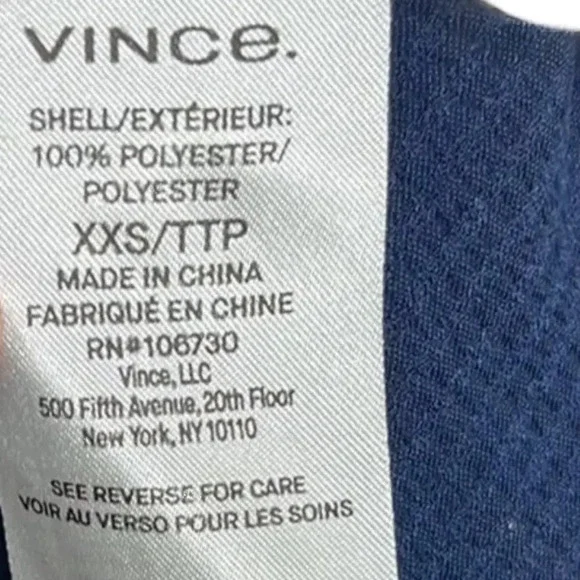 VINCe.
SHELL/EXTÉRIEUR:
100% POLYESTER/
POLYESTER
XXS/TTP
MADE IN CHINA
FABRIQUÉ EN CHINE
RN#106730
Vince, LLC
500 Fifth Avenue, 20th Floor
New York, NY 10110
SEE REVERSE FOR CARE
VOIR AU VERSO POUR LES SOINS